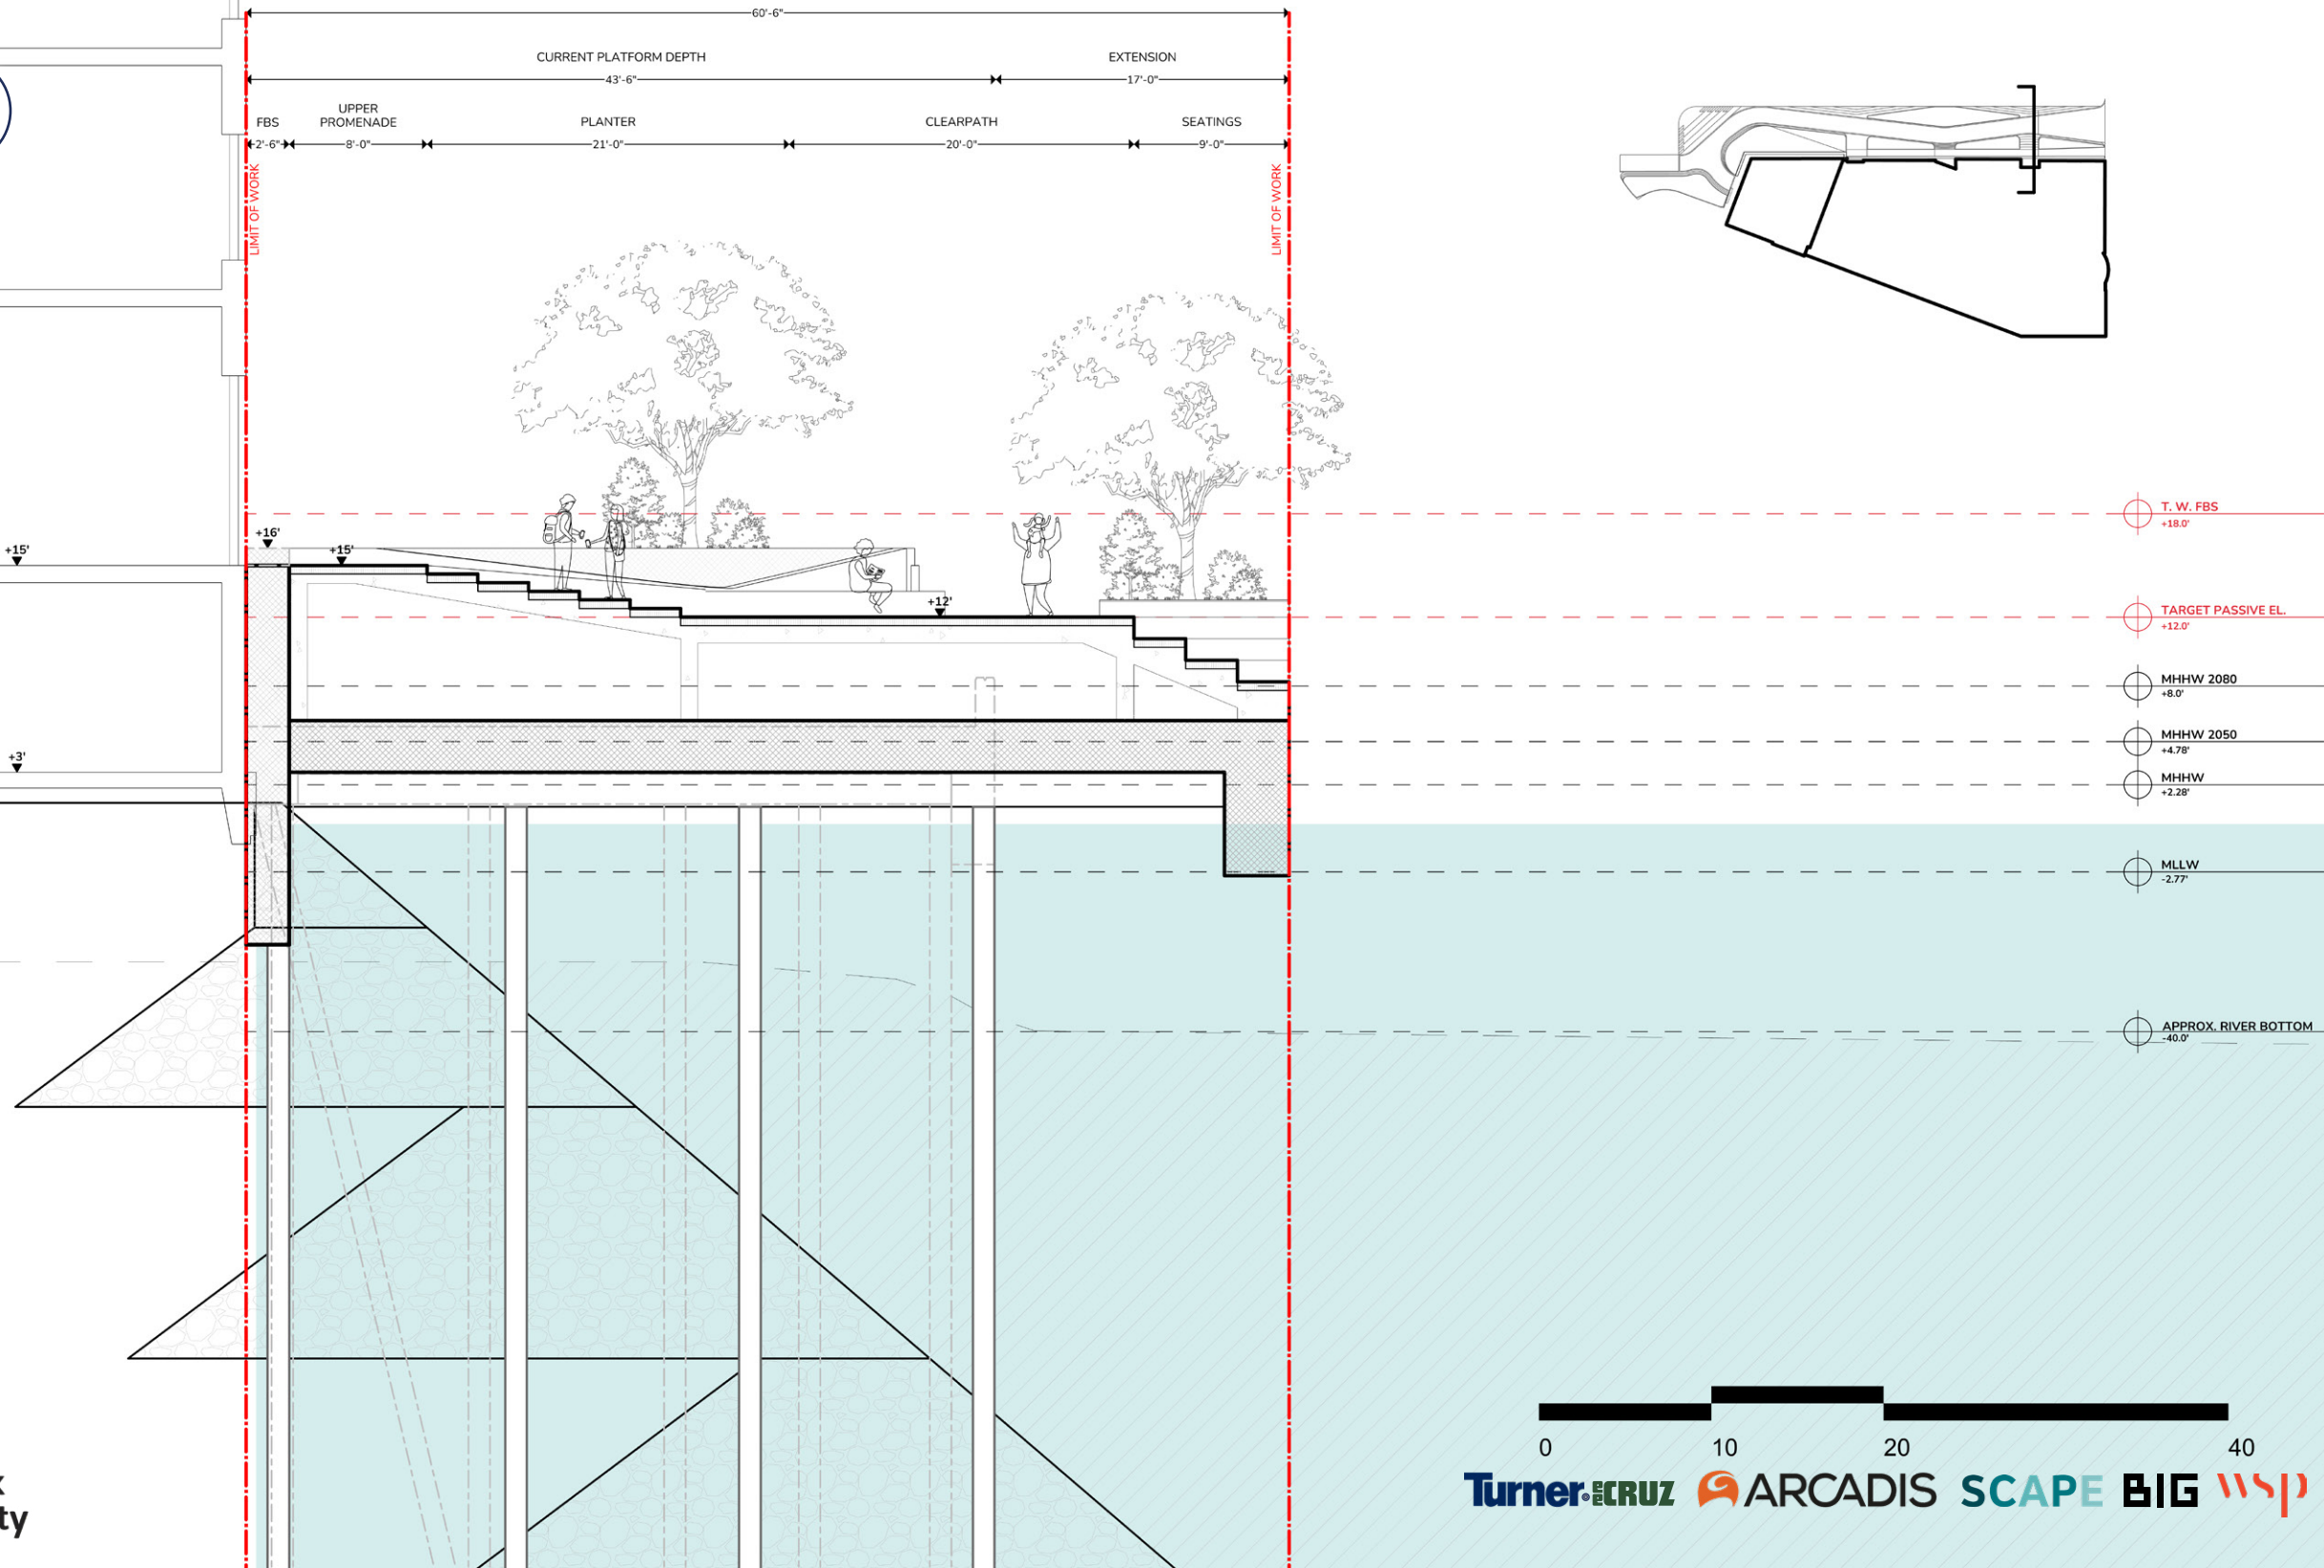 60'-6"
CURRENT PLATFORM DEPTH
EXTENSION
43'-6"
17'-0"
FBS
UPPER
PROMENADE
PLANTER
CLEARPATH
SEATINGS
2'-6"
8'-0"
21'-0"
20'-0"
9'-0"
LIMIT OF WORK
LIMIT OF WORK
T. W. FBS
+18.0'
+16'
+15'
+15'
+12'
TARGET PASSIVE EL.
+12.0'
MHHW 2080
+8.0'
MHHW 2050
+4.78'
+3'
MHHW
+2.28'
MLLW
-2.77'
APPROX. RIVER BOTTOM
-40.0'
0 10 20 40
ty
Turner CRUZ ARCADIS SCAPE BIG wsp